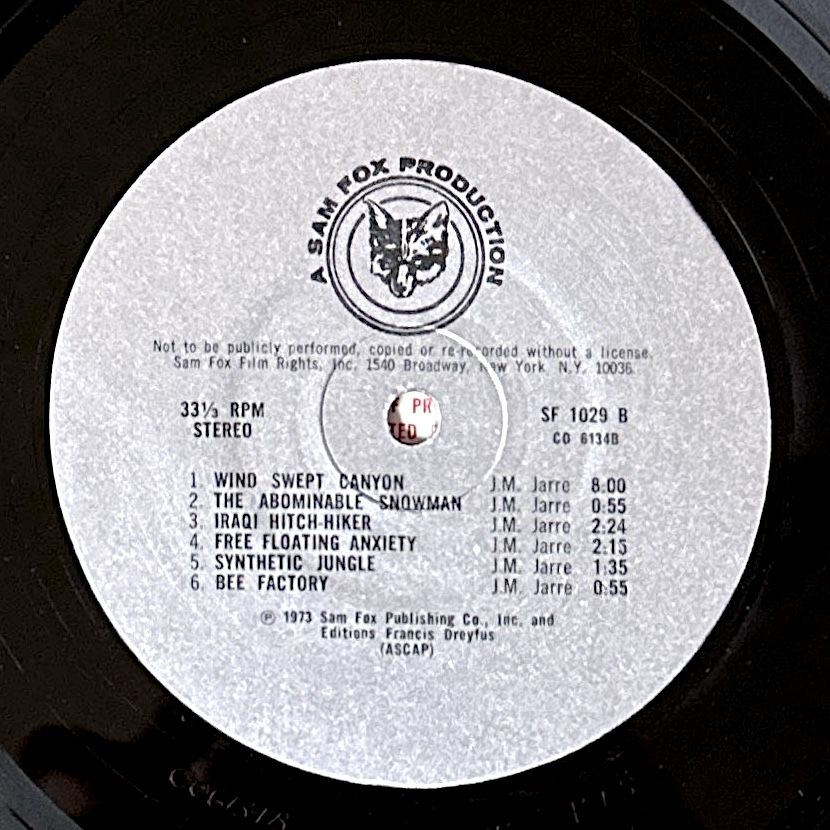 A SAM FOX PRODUCTION
Not to be publicly performed, copied or re-recorded without a license.
Sam Fox Film Rights, Inc. 1540 Broadway, New York N.Y. 10036
33⅓ RPM
STEREO
SF 1029 B
CO 6134B
PR
TED
1. WIND SWEPT CANYON J.M. Jarre 8:00
2. THE ABOMINABLE SNOWMAN J.M. Jarre 0:55
3. IRAQI HITCH-HIKER J.M. Jarre 2:24
4. FREE FLOATING ANXIETY J.M. Jarre 2:15
5. SYNTHETIC JUNGLE J.M. Jarre 1:35
6. BEE FACTORY J.M. Jarre 0:55
℗ 1973 Sam Fox Publishing Co., Inc. and
Editions Francis Dreyfus
(ASCAP)